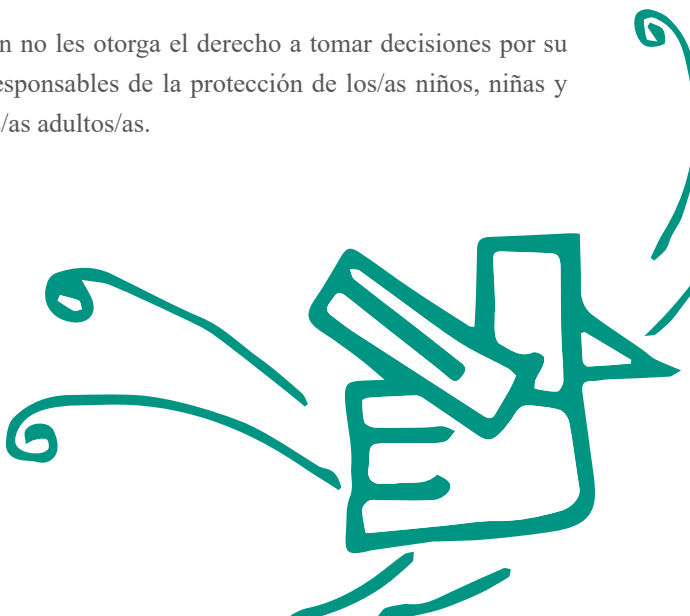 n no les otorga el derecho a tomar decisiones por su
esponsables de la protección de los/as niños, niñas y
/as adultos/as.